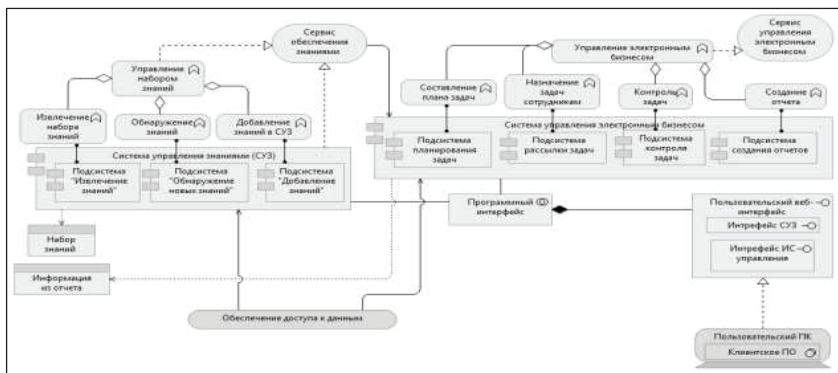 Сервис
обеспечения
знаниями
Сервис
управления
электронным
бизнесом
Управление
набором
знаний
Управление электронным
бизнесом
Составление
плана задач
Назначение
задач
сотрудникам
Контроль
задач
Создание
отчета
Извлечение
набора
знаний
Обнаружение
знаний
Добавление
знаний в СУЗ
Система управления электронным бизнесом
Подсистема
планирования
задач
Подсистема
рассылки задач
Подсистема
контроля
задач
Подсистема
создания отчетов
Система управления знаниями (СУЗ)
Подсистема
"Извлечение
знаний"
Подсистема
"Обнаружение
новых знаний"
Подсистема
"Добавление
знаний"
Программный
интерфейс
Пользовательский веб-
интерфейс
Интрефейс СУЗ
Интрефейс ИС
управления
Набор
знаний
Информация
из отчета
Обеспечение доступа к данным
Пользовательский ПК
Клиентское ПО